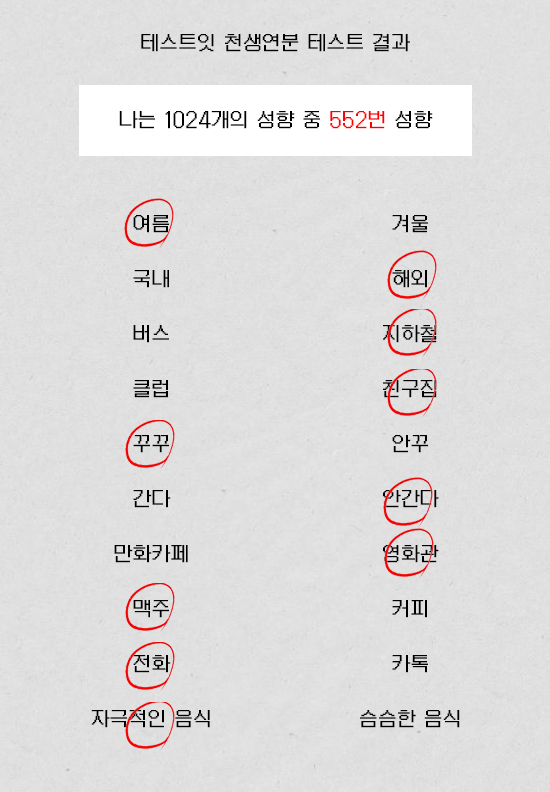 테스트잇 천생연분 테스트 결과
나는 1024개의 성향 중 552번 성향
여름 겨울
국내 해외
버스 지하철
클럽 친구집
꾸꾸 안꾸
간다 안간다
만화카페 영화관
맥주 커피
전화 카톡
자극적인 음식 슴슴한 음식